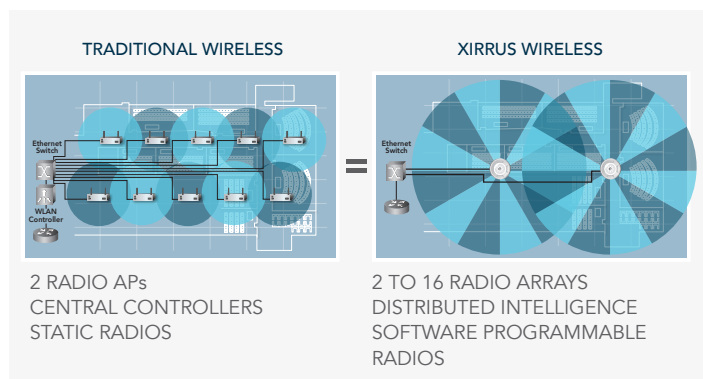 TRADITIONAL WIRELESS
Ethernet
Switch
WLAN
Controller
2 RADIO APs
CENTRAL CONTROLLERS
STATIC RADIOS
=
XIRRUS WIRELESS
Ethernet
Switch
2 TO 16 RADIO ARRAYS
DISTRIBUTED INTELLIGENCE
SOFTWARE PROGRAMMABLE
RADIOS